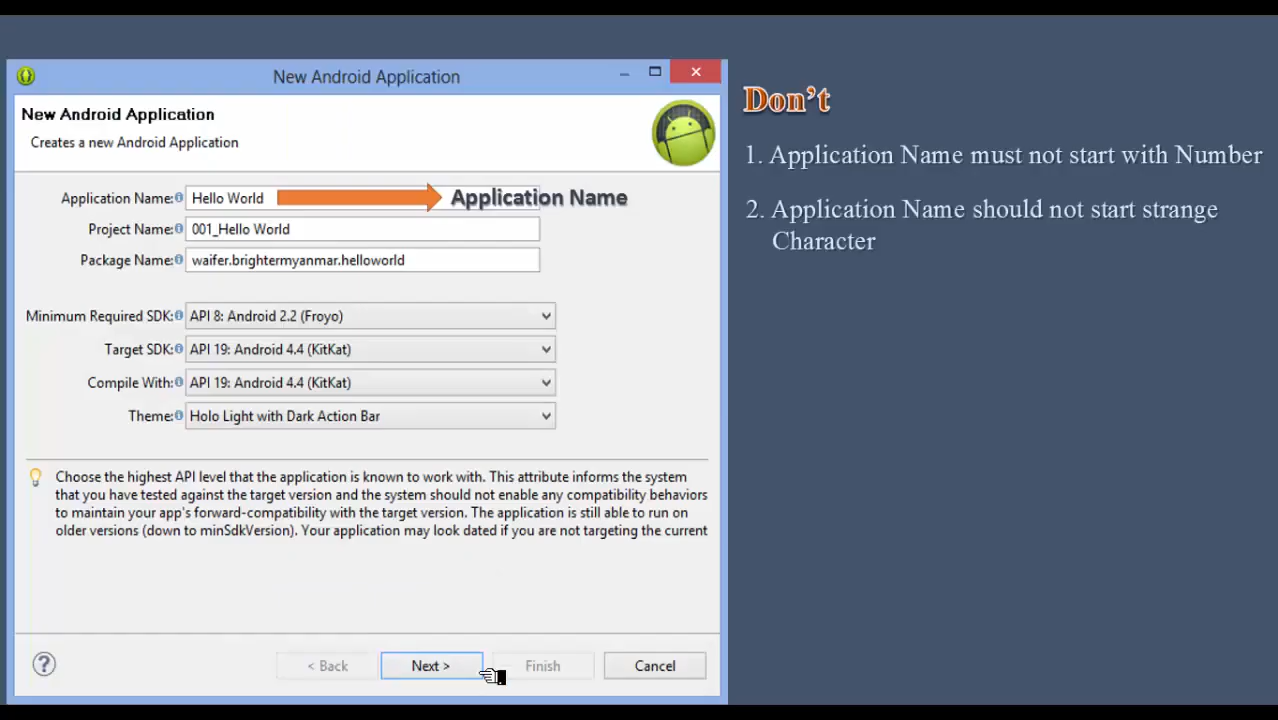 New Android Application
New Android Application
Creates a new Android Application
Application Name: Hello World Application Name
Project Name: 001_Hello World
Package Name: waifer.brightermyanmar.helloworld
Minimum Required SDK: API 8: Android 2.2 (Froyo)
Target SDK: API 19: Android 4.4 (KitKat)
Compile With: API 19: Android 4.4 (KitKat)
Theme: Holo Light with Dark Action Bar
Choose the highest API level that the application is known to work with. This attribute informs the system
that you have tested against the target version and the system should not enable any compatibility behaviors
to maintain your app's forward-compatibility with the target version. The application is still able to run on
older versions (down to minSdkVersion). Your application may look dated if you are not targeting the current
? < Back Next > Finish Cancel
Don't
1. Application Name must not start with Number
2. Application Name should not start strange
Character